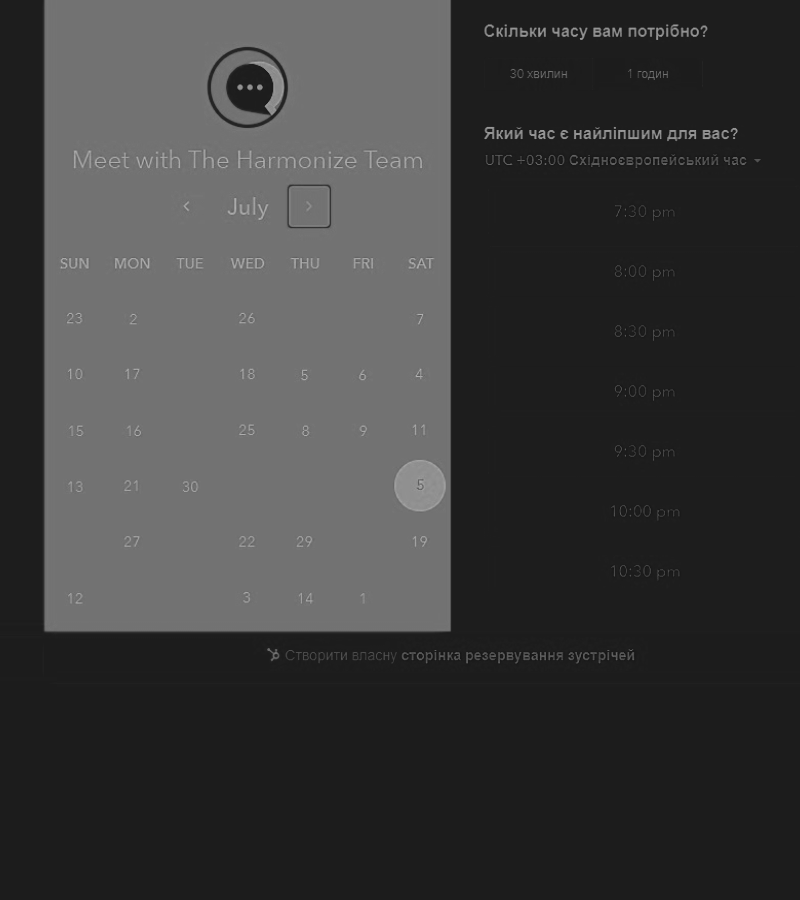 Meet with The Harmonize Team
July
SUN MON TUE WED THU FRI SAT
23 2 26 7
10 17 18 5 6 4
15 16 25 8 9 11
13 21 30 5
27 22 29 19
12 3 14 1
Скільки часу вам потрібно?
30 хвилин 1 годин
Який час є найліпшим для вас?
UTC +03:00 Східноєвропейський час
7:30 pm
8:00 pm
8:30 pm
9:00 pm
9:30 pm
10:00 pm
10:30 pm
Створити власну сторінка резервування зустрічей